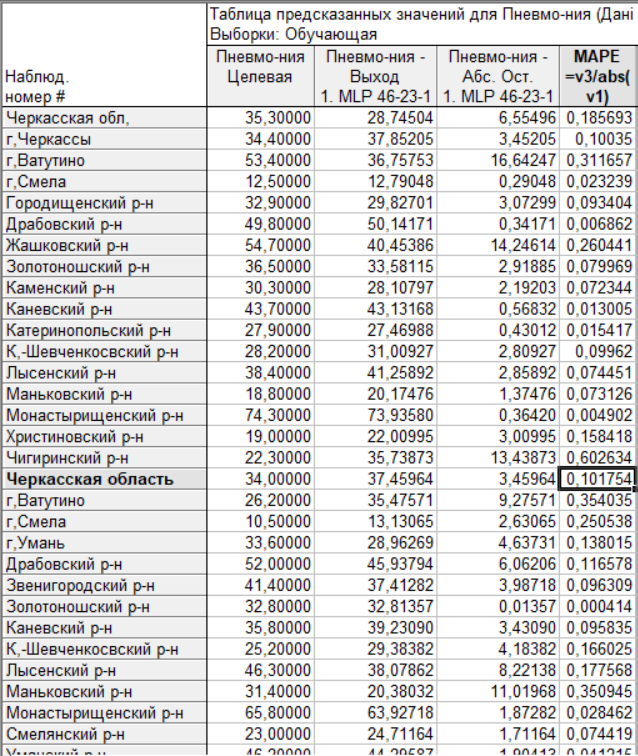 Таблица предсказанных значений для Пневмо-ния (Дані
Выборки: Обучающая
Наблюд. номер # Пневмо-ния Целевая Пневмо-ния - Выход 1. MLP 46-23-1 Пневмо-ния - Абс. Ост. 1. MLP 46-23-1 MAPE =v3/abs( v1)
Черкасская обл, 35,30000 28,74504 6,55496 0,185693
г,Черкассы 34,40000 37,85205 3,45205 0,10035
г,Ватутино 53,40000 36,75753 16,64247 0,311657
г,Смела 12,50000 12,79048 0,29048 0,023239
Городищенский р-н 32,90000 29,82701 3,07299 0,093404
Драбовский р-н 49,80000 50,14171 0,34171 0,006862
Жашковский р-н 54,70000 40,45386 14,24614 0,260441
Золотоношский р-н 36,50000 33,58115 2,91885 0,079969
Каменский р-н 30,30000 28,10797 2,19203 0,072344
Каневский р-н 43,70000 43,13168 0,56832 0,013005
Катеринопольский р-н 27,90000 27,46988 0,43012 0,015417
К,-Шевченкосвский р-н 28,20000 31,00927 2,80927 0,09962
Лысенский р-н 38,40000 41,25892 2,85892 0,074451
Маньковский р-н 18,80000 20,17476 1,37476 0,073126
Монастырищенский р-н 74,30000 73,93580 0,36420 0,004902
Христиновский р-н 19,00000 22,00995 3,00995 0,158418
Чигиринский р-н 22,30000 35,73873 13,43873 0,602634
Черкасская область 34,00000 37,45964 3,45964 0,101754
г,Ватутино 26,20000 35,47571 9,27571 0,354035
г,Смела 10,50000 13,13065 2,63065 0,250538
г,Умань 33,60000 28,96269 4,63731 0,138015
Драбовский р-н 52,00000 45,93794 6,06206 0,116578
Звенигородский р-н 41,40000 37,41282 3,98718 0,096309
Золотоношский р-н 32,80000 32,81357 0,01357 0,000414
Каневский р-н 35,80000 39,23090 3,43090 0,095835
К,-Шевченкосвский р-н 25,20000 29,38382 4,18382 0,166025
Лысенский р-н 46,30000 38,07862 8,22138 0,177568
Маньковский р-н 31,40000 20,38032 11,01968 0,350945
Монастырищенский р-н 65,80000 63,92718 1,87282 0,028462
Смелянский р-н 23,00000 24,71164 1,71164 0,074419